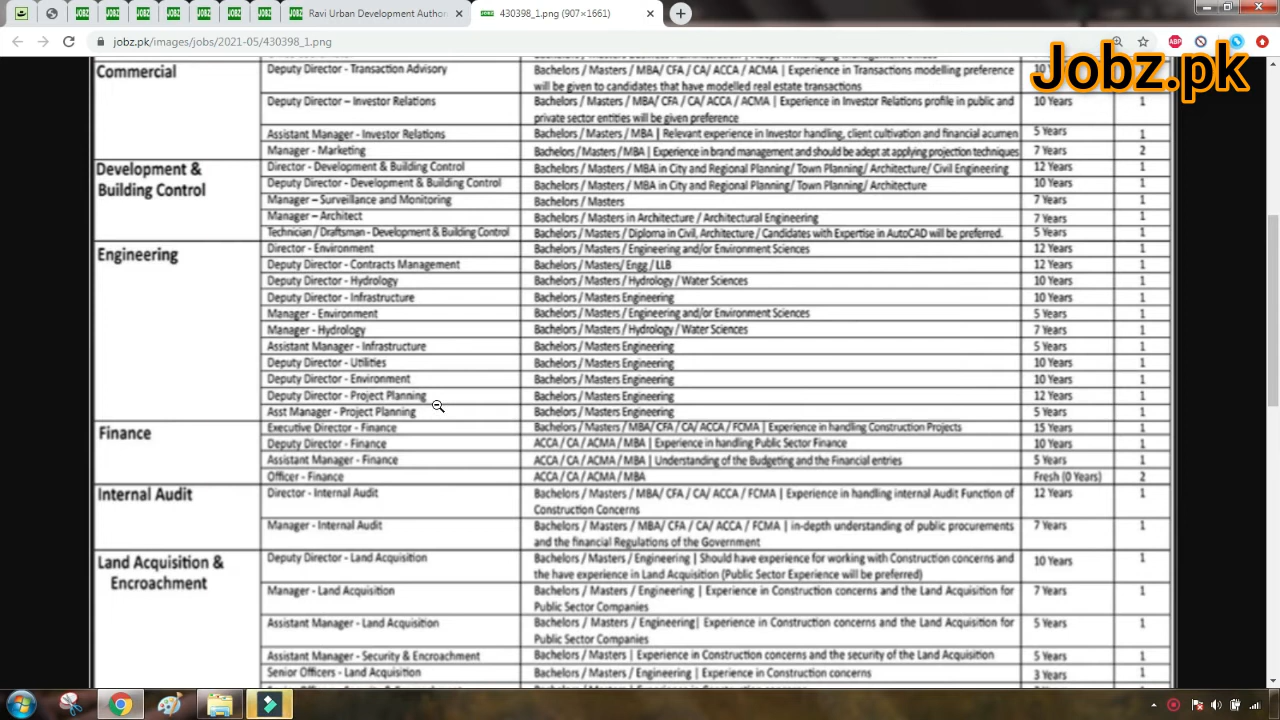 Ravi Urban Development Author
430398_1.png (907×1661)
jobz.pk/images/jobs/2021-05/430398_1.png
ABP
Jobz.pk
Commercial
Deputy Director - Transaction Advisory
Bachelors / Masters / MBA/ CFA / CA/ ACCA / ACMA | Experience in Transactions modelling preference
will be given to candidates that have modelled real estate transactions
Deputy Director – Investor Relations
Bachelors / Masters / MBA/ CFA / CA/ ACCA / ACMA | Experience in Investor Relations profile in public and
private sector entities will be given preference
10 Years 1
Assistant Manager - Investor Relations
Bachelors / Masters / MBA | Relevant experience in Investor handling, client cultivation and financial acumen
5 Years 1
Manager - Marketing
Bachelors / Masters / MBA | Experience in brand management and should be adept at applying projection techniques
7 Years 2
Development &
Building Control
Director - Development & Building Control
Bachelors / Masters / MBA in City and Regional Planning/ Town Planning/ Architecture/ Civil Engineering
12 Years 1
Deputy Director - Development & Building Control
Bachelors / Masters / MBA in City and Regional Planning/ Town Planning/ Architecture
10 Years 1
Manager – Surveillance and Monitoring
Bachelors / Masters
7 Years 1
Manager – Architect
Bachelors / Masters in Architecture / Architectural Engineering
7 Years 1
Technician / Draftsman - Development & Building Control
Bachelors / Masters / Diploma in Civil, Architecture / Candidates with Expertise in AutoCAD will be preferred.
5 Years 1
Engineering
Director - Environment
Bachelors / Masters / Engineering and/or Environment Sciences
12 Years 1
Deputy Director - Contracts Management
Bachelors / Masters/ Engg / LLB
12 Years 1
Deputy Director - Hydrology
Bachelors / Masters / Hydrology / Water Sciences
10 Years 1
Deputy Director - Infrastructure
Bachelors / Masters Engineering
10 Years 1
Manager - Environment
Bachelors / Masters / Engineering and/or Environment Sciences
5 Years 1
Manager - Hydrology
Bachelors / Masters / Hydrology / Water Sciences
7 Years 1
Assistant Manager - Infrastructure
Bachelors / Masters Engineering
5 Years 1
Deputy Director - Utilities
Bachelors / Masters Engineering
10 Years 1
Deputy Director - Environment
Bachelors / Masters Engineering
10 Years 1
Deputy Director - Project Planning
Bachelors / Masters Engineering
12 Years 1
Asst Manager - Project Planning
Bachelors / Masters Engineering
5 Years 1
Finance
Executive Director - Finance
Bachelors / Masters / MBA/ CFA / CA/ ACCA / FCMA | Experience in handling Construction Projects
15 Years 1
Deputy Director - Finance
ACCA / CA / ACMA / MBA | Experience in handling Public Sector Finance
10 Years 1
Assistant Manager - Finance
ACCA / CA / ACMA / MBA | Understanding of the Budgeting and the Financial entries
5 Years 1
Officer - Finance
ACCA / CA / ACMA / MBA
Fresh (0 Years) 2
Internal Audit
Director - Internal Audit
Bachelors / Masters / MBA/ CFA / CA/ ACCA / FCMA | Experience in handling internal Audit Function of
Construction Concerns
12 Years 1
Manager - Internal Audit
Bachelors / Masters / MBA/ CFA / CA/ ACCA / FCMA | in-depth understanding of public procurements
and the financial Regulations of the Government
7 Years 1
Land Acquisition &
Encroachment
Deputy Director - Land Acquisition
Bachelors / Masters / Engineering | Should have experience for working with Construction concerns and
the have experience in Land Acquisition (Public Sector Experience will be preferred)
10 Years 1
Manager - Land Acquisition
Bachelors / Masters / Engineering | Experience in Construction concerns and the Land Acquisition for
Public Sector Companies
7 Years 1
Assistant Manager - Land Acquisition
Bachelors / Masters / Engineering| Experience in Construction concerns and the Land Acquisition for
Public Sector Companies
5 Years 1
Assistant Manager - Security & Encroachment
Bachelors / Masters | Experience in Construction concerns and the security of the Land Acquisition
5 Years 1
Senior Officers - Land Acquisition
Bachelors / Masters / Engineering | Experience in Construction concerns
3 Years 1